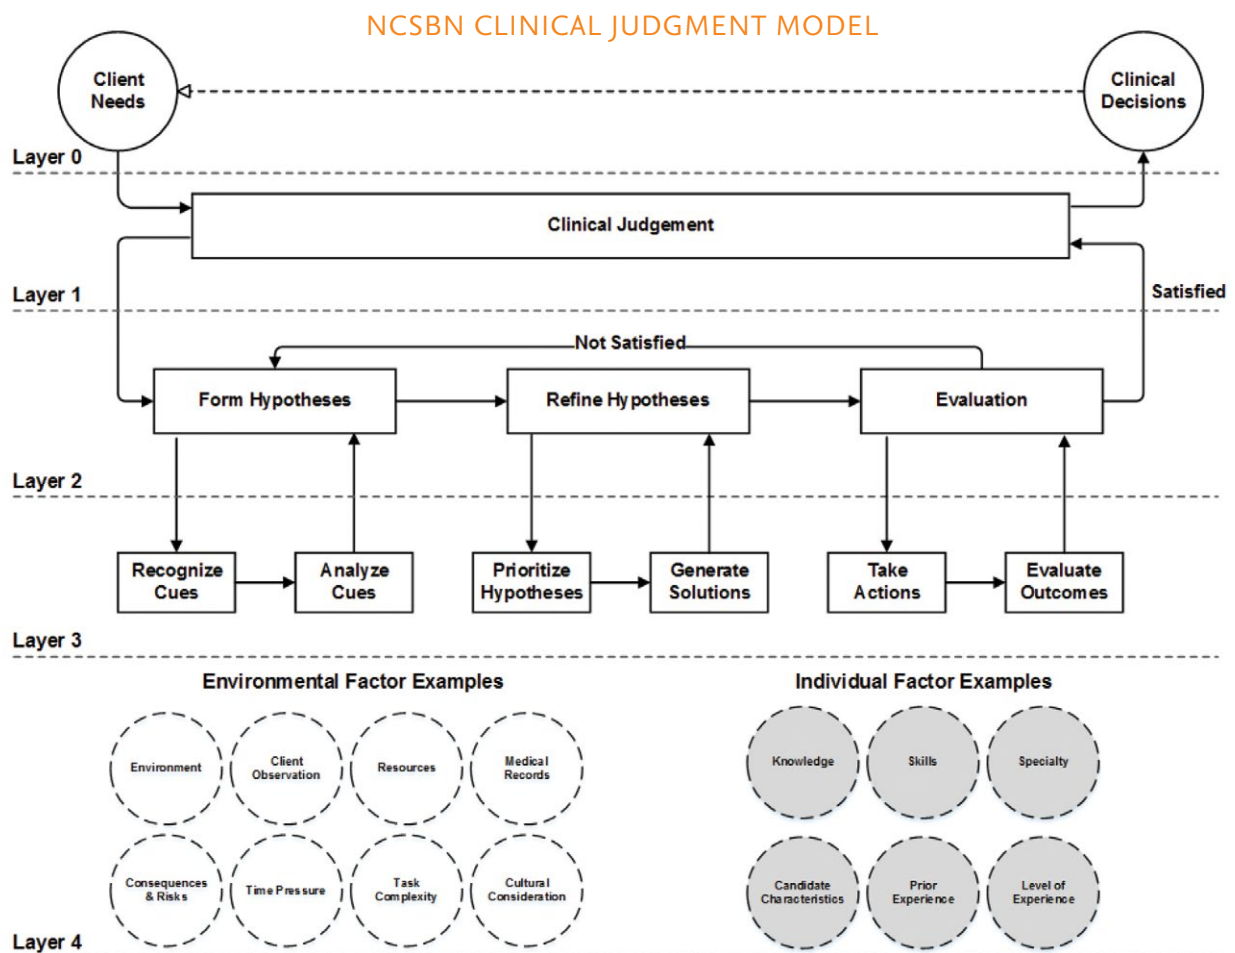 NCSBN CLINICAL JUDGMENT MODEL
Client
Needs
Clinical
Decisions
Layer 0
Clinical Judgement
Layer 1
Satisfied
Not Satisfied
Form Hypotheses
Refine Hypotheses
Evaluation
Layer 2
Recognize
Cues
Analyze
Cues
Prioritize
Hypotheses
Generate
Solutions
Take
Actions
Evaluate
Outcomes
Layer 3
Environmental Factor Examples
Environment
Client
Observation
Resources
Medical
Records
Consequences
& Risks
Time Pressure
Task
Complexity
Cultural
Consideration
Individual Factor Examples
Knowledge
Skills
Specialty
Candidate
Characteristics
Prior
Experience
Level of
Experience
Layer 4